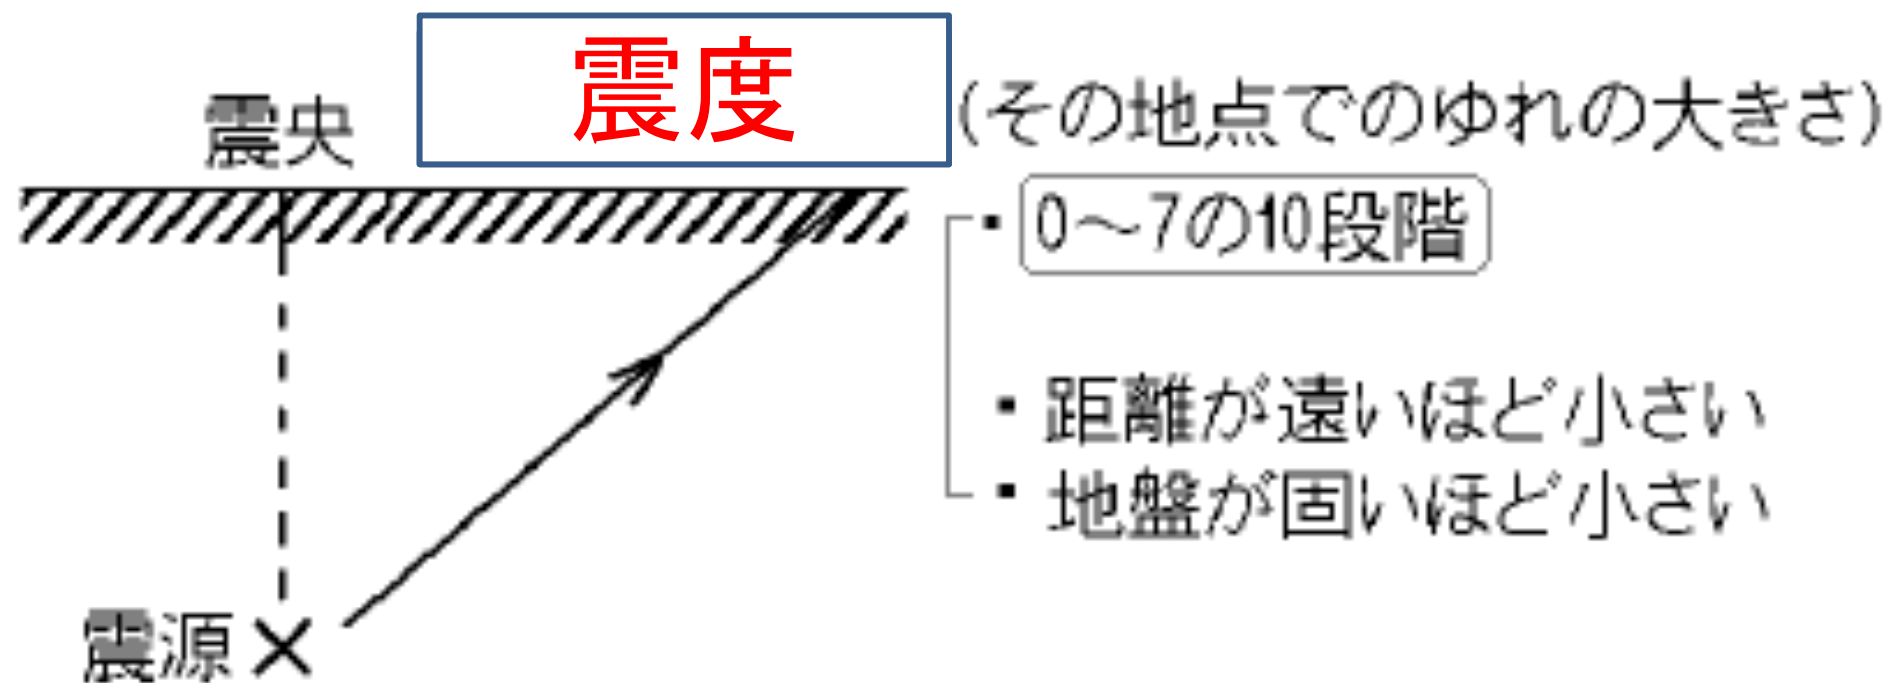 震度
震央
(その地点でのゆれの大きさ)
・0～7の10段階
・距離が遠いほど小さい
・地盤が固いほど小さい
震源